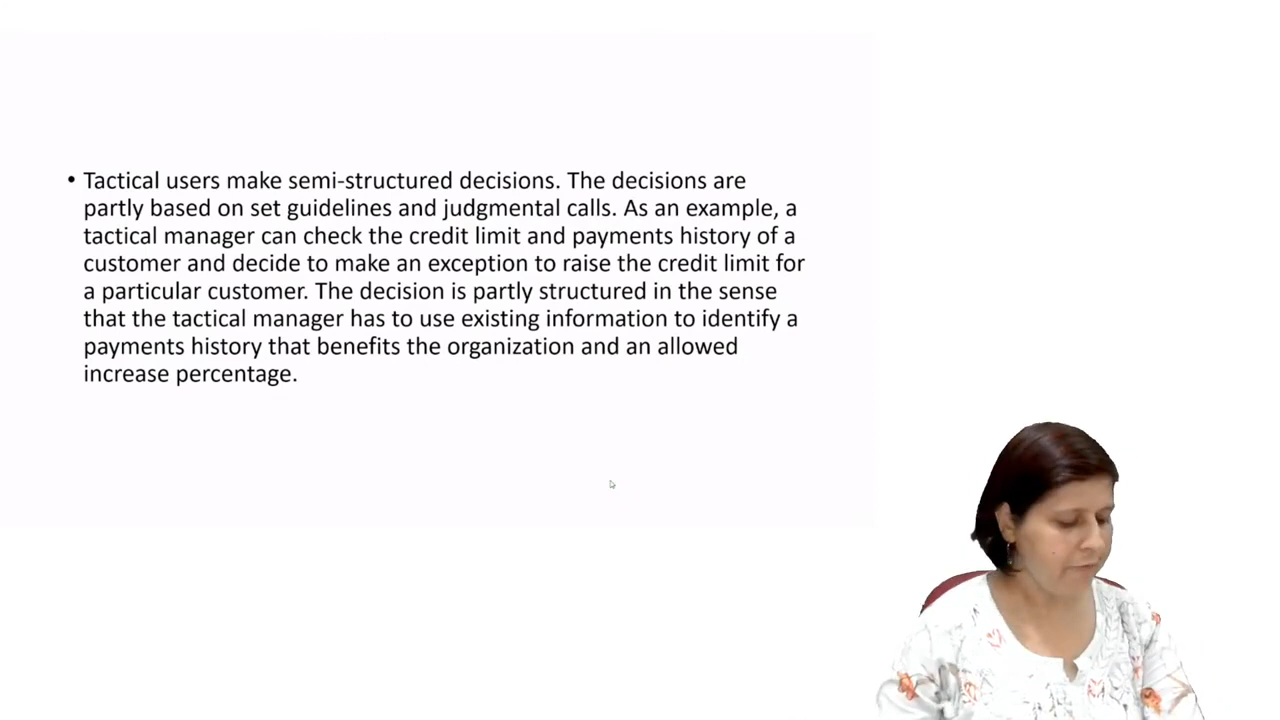 • Tactical users make semi-structured decisions. The decisions are
partly based on set guidelines and judgmental calls. As an example, a
tactical manager can check the credit limit and payments history of a
customer and decide to make an exception to raise the credit limit for
a particular customer. The decision is partly structured in the sense
that the tactical manager has to use existing information to identify a
payments history that benefits the organization and an allowed
increase percentage.